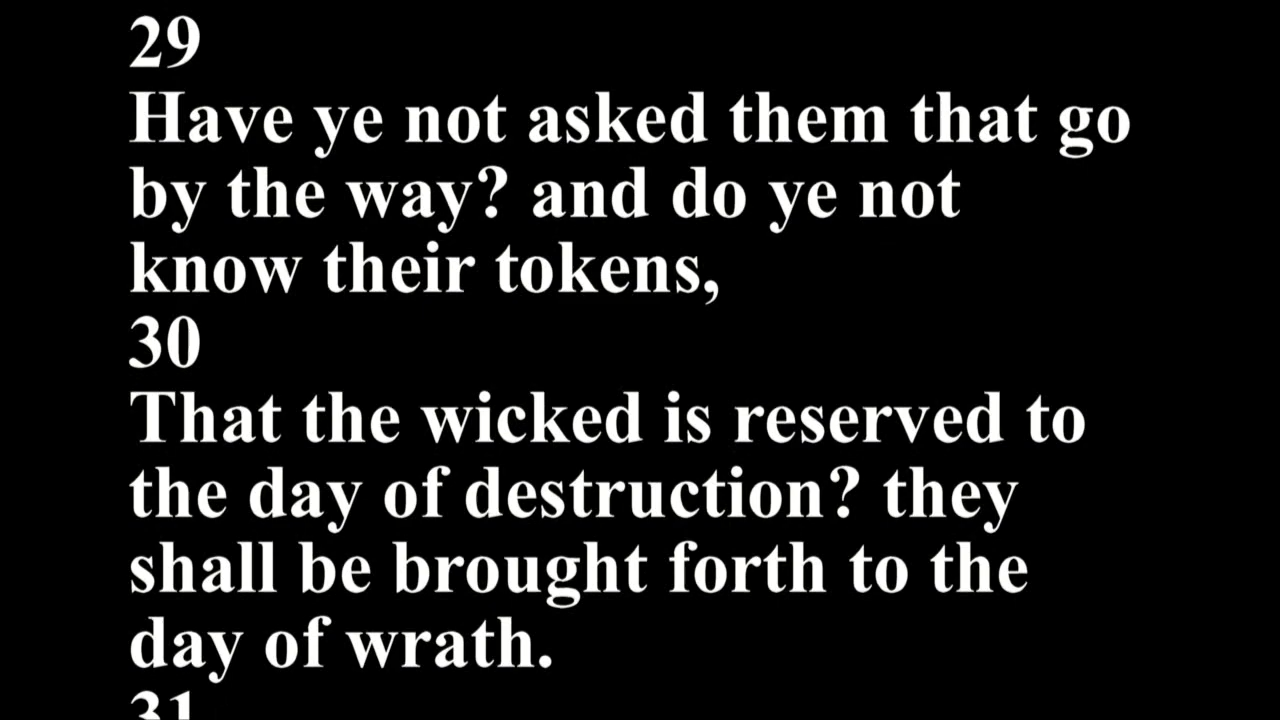 29
Have ye not asked them that go
by the way? and do ye not
know their tokens,
30
That the wicked is reserved to
the day of destruction? they
shall be brought forth to the
day of wrath.
31